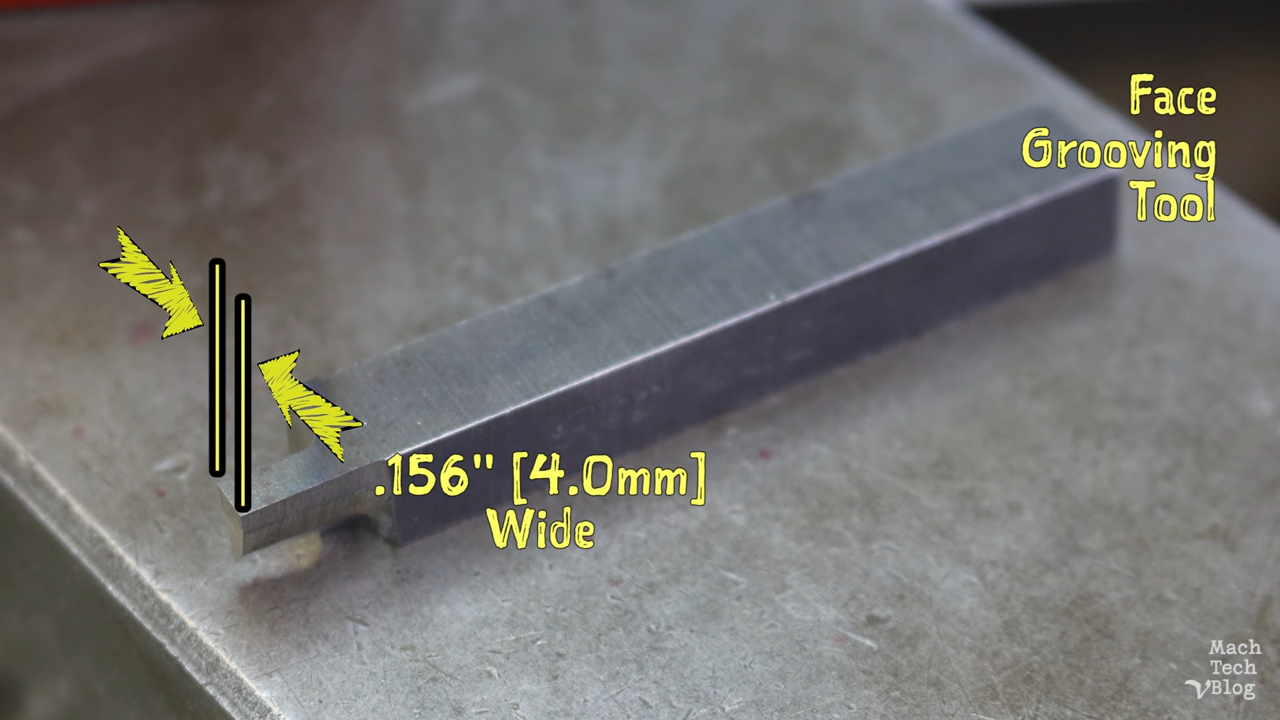 Face
Grooving
Tool
.156" [4.0mm]
Wide
Mach
Tech
Blog